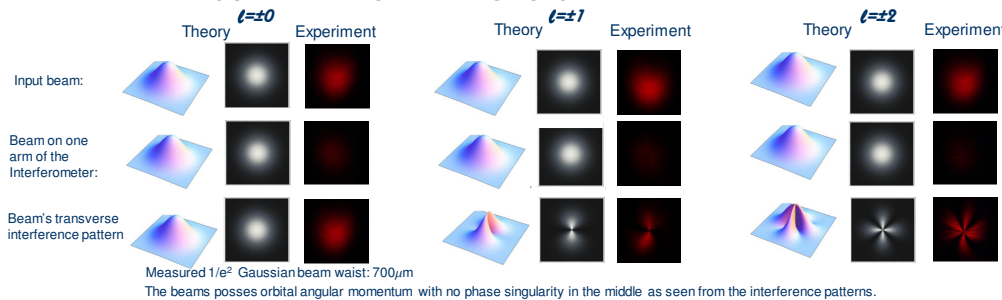 ℓ=±0
ℓ=±1
ℓ=±2
Theory Experiment
Theory Experiment
Theory Experiment
Input beam:
Beam on one
arm of the
Interferometer:
Beam's transverse
interference pattern
Measured 1/e² Gaussian beam waist: 700μm
The beams posses orbital angular momentum with no phase singularity in the middle as seen from the interference patterns.